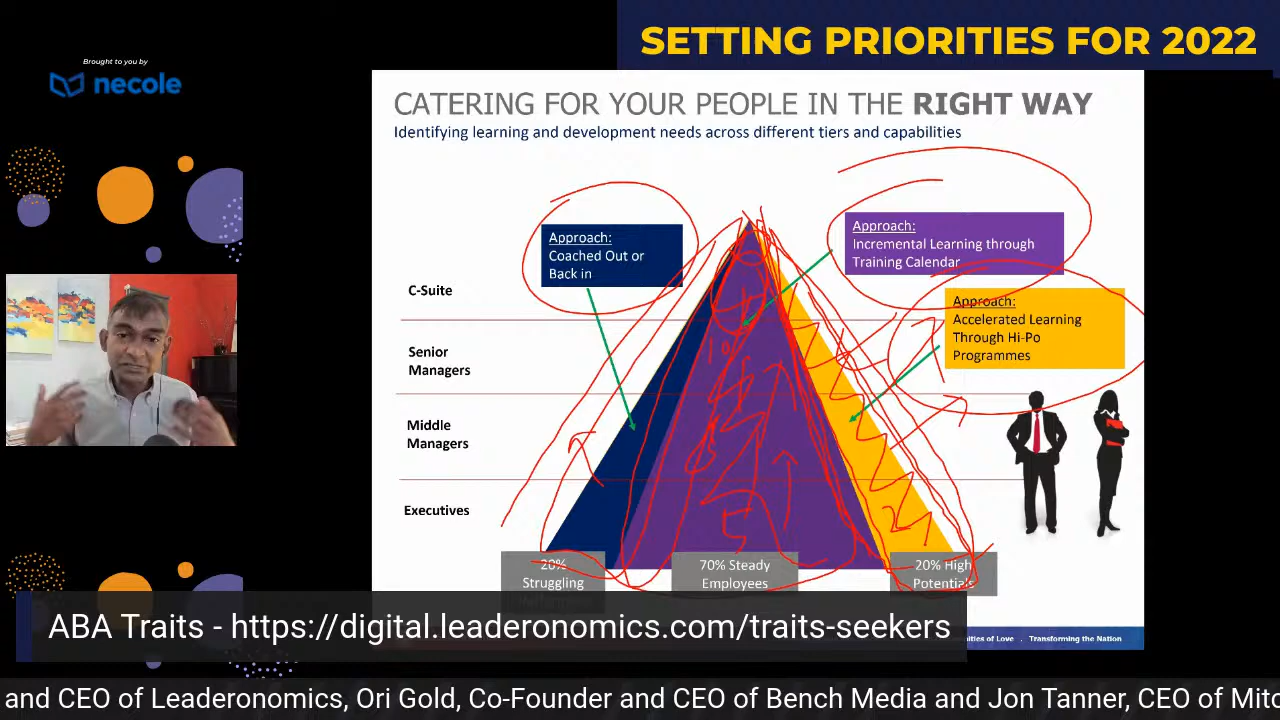 SETTING PRIORITIES FOR 2022
Brought to you by
necole
CATERING FOR YOUR PEOPLE IN THE RIGHT WAY
Identifying learning and development needs across different tiers and capabilities
Approach:
Coached Out or
Back in
Approach:
Incremental Learning through
Training Calendar
Approach:
Accelerated Learning
Through Hi-Po
Programmes
C-Suite
Senior
Managers
Middle
Managers
Executives
20%
Struggling
70% Steady
Employees
20% High
Potentials
ABA Traits - https://digital.leaderonomics.com/traits-seekers
of Love . Transforming the Nation
and CEO of Leaderonomics, Ori Gold, Co-Founder and CEO of Bench Media and Jon Tanner, CEO of